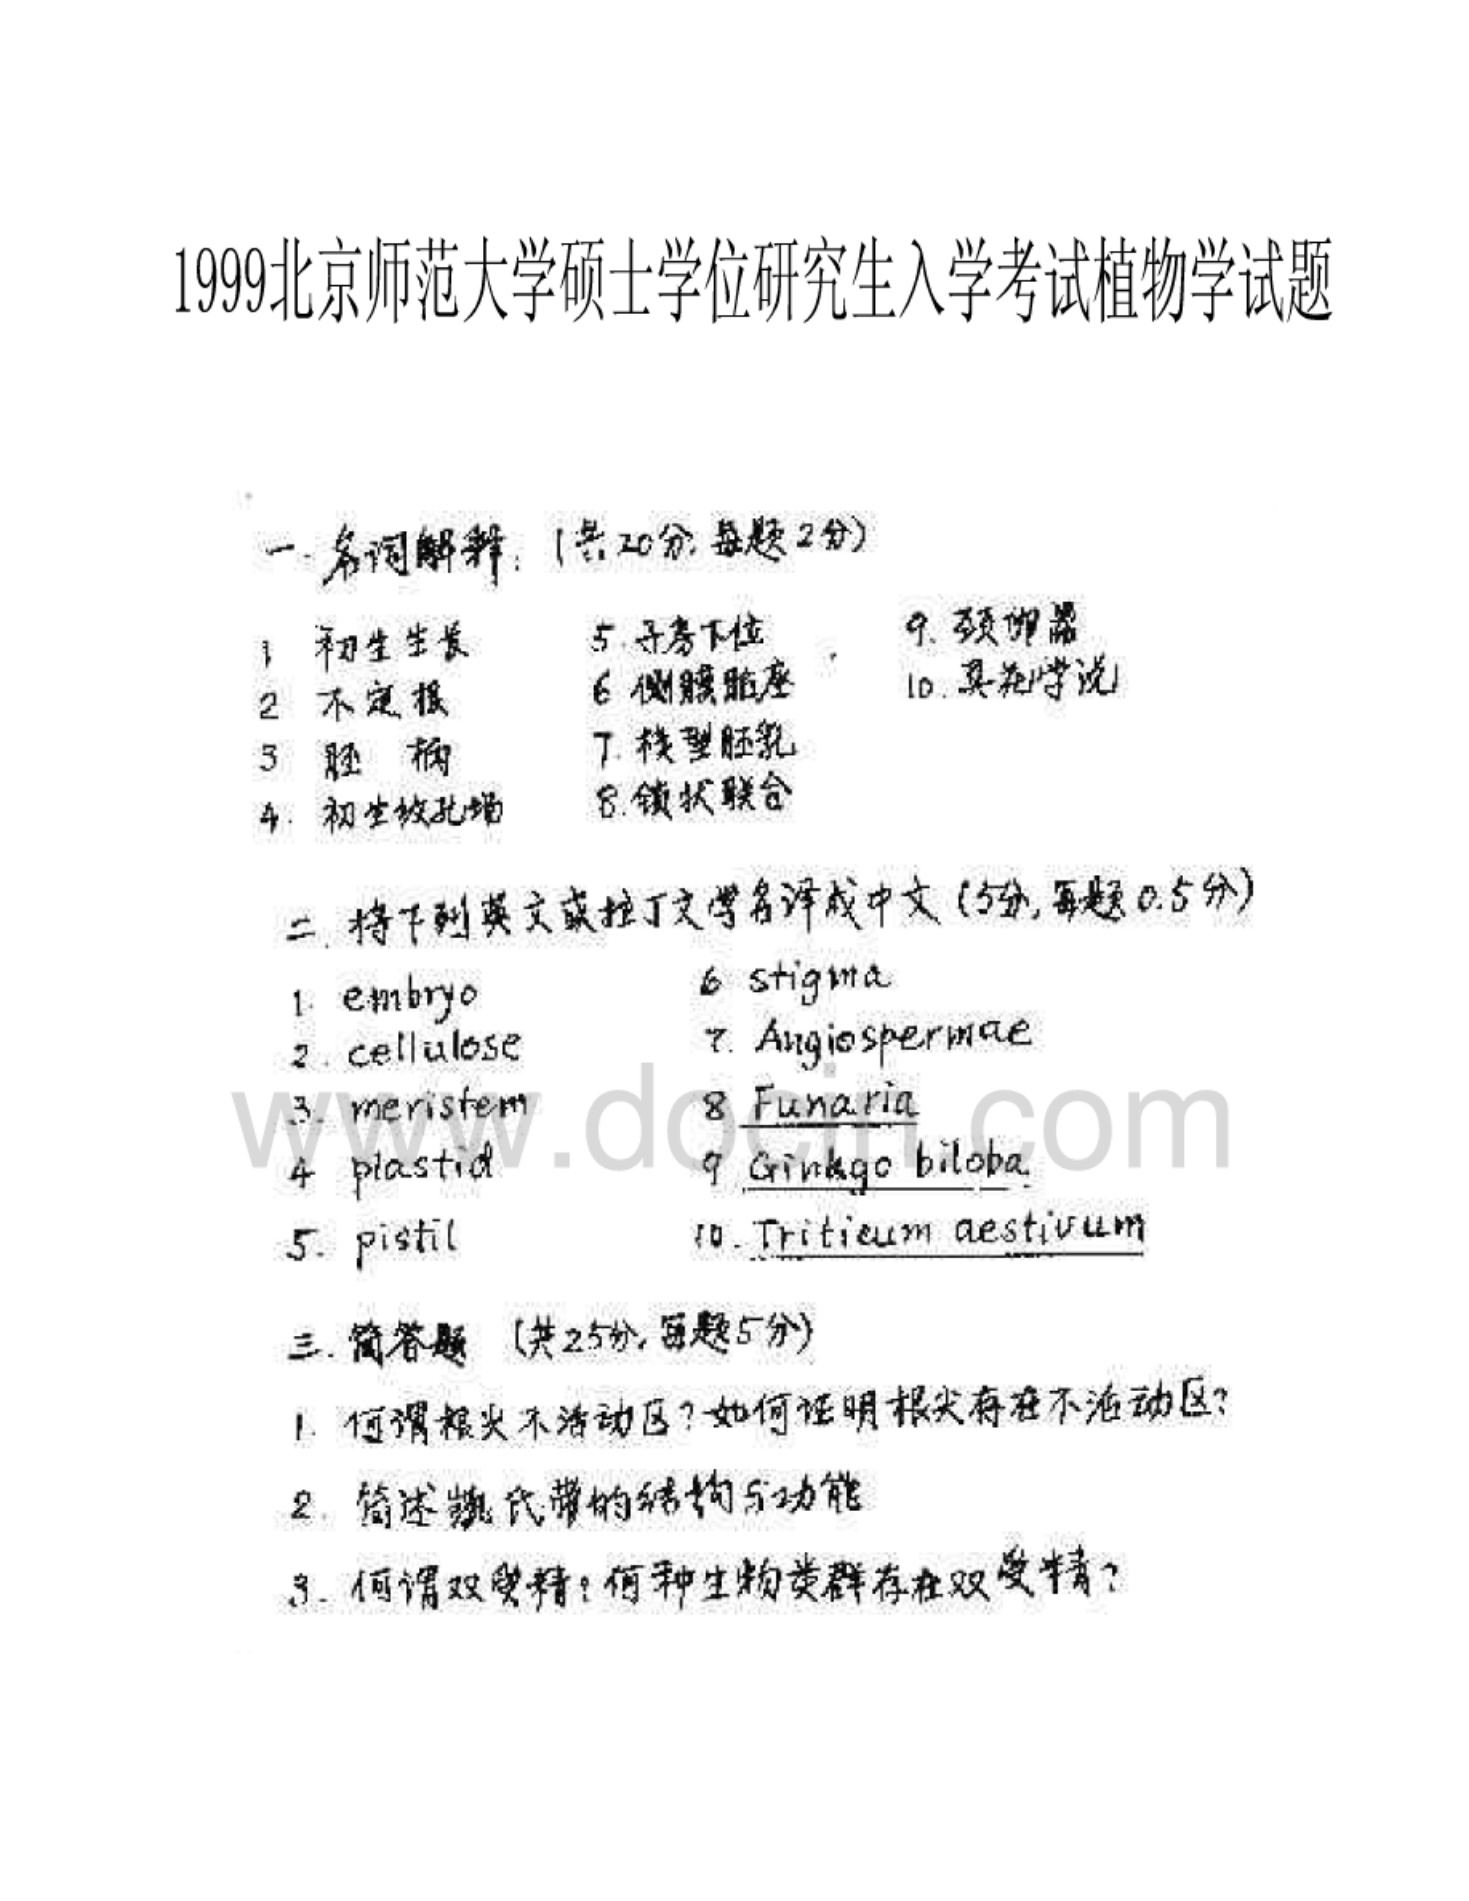 1999北京师范大学硕士学位研究生入学考试植物学试题
一. 名词解释: (共20分, 每题2分)
1 初生生长 5. 子房下位 9. 颈卵器
2 不定根 6 侧膜胎座 10. 真花学说
3 胚 柄 7. 核型胚乳
4. 初生纹孔场 8. 锁状联合
二. 将下列英文或拉丁文学名译成中文 (5分, 每题0.5分)
1. embryo 6 stigma
2. cellulose 7. Angiospermae
3. meristem 8 Funaria
4 plastid 9 Ginkgo biloba
5. pistil 10. Triticum aestivum
www.docin.com
三. 简答题 (共25分, 每题5分)
1. 何谓根尖不活动区? 如何证明根尖存在不活动区?
2. 简述凯氏带的结构与功能
3. 何谓双受精? 何种生物类群存在双受精?